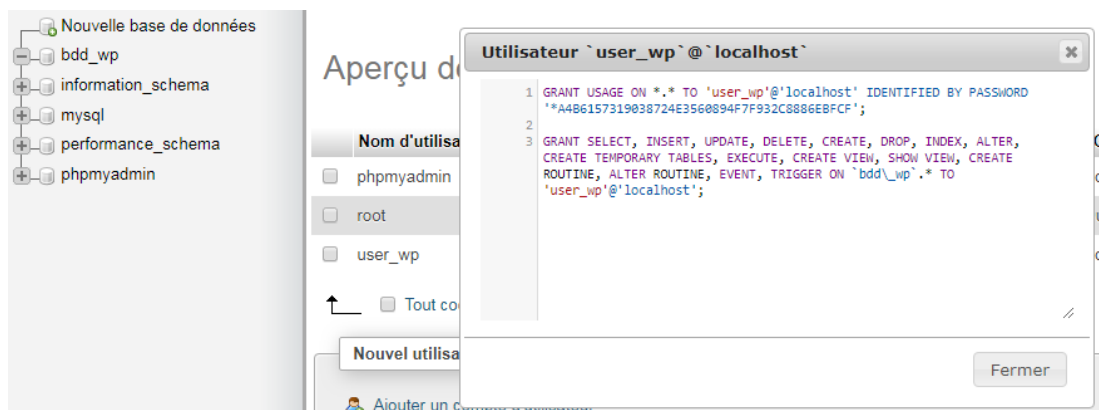 Nouvelle base de données
bdd_wp
information_schema
mysql
performance_schema
phpmyadmin
Aperçu
Nom d'utilisa
phpmyadmin
root
user_wp
Tout co
Nouvel utilisa
Ajouter un
Utilisateur `user_wp`@`localhost`
1 GRANT USAGE ON *.* TO 'user_wp'@'localhost' IDENTIFIED BY PASSWORD
'*A4B6157319038724E3560894F7F932C8886EBFCF';
2
3 GRANT SELECT, INSERT, UPDATE, DELETE, CREATE, DROP, INDEX, ALTER,
CREATE TEMPORARY TABLES, EXECUTE, CREATE VIEW, SHOW VIEW, CREATE
ROUTINE, ALTER ROUTINE, EVENT, TRIGGER ON `bdd\_wp`.* TO
'user_wp'@'localhost';
Fermer